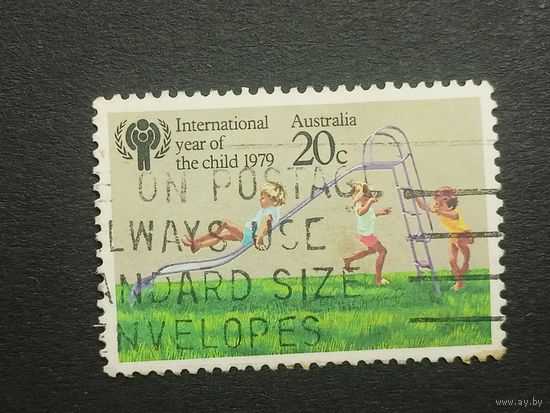 International
year of
the child 1979
Australia
20c
ON POSTAGE
LWAYS USE
ANDARD SIZE
NVELOPES
www.ay.by